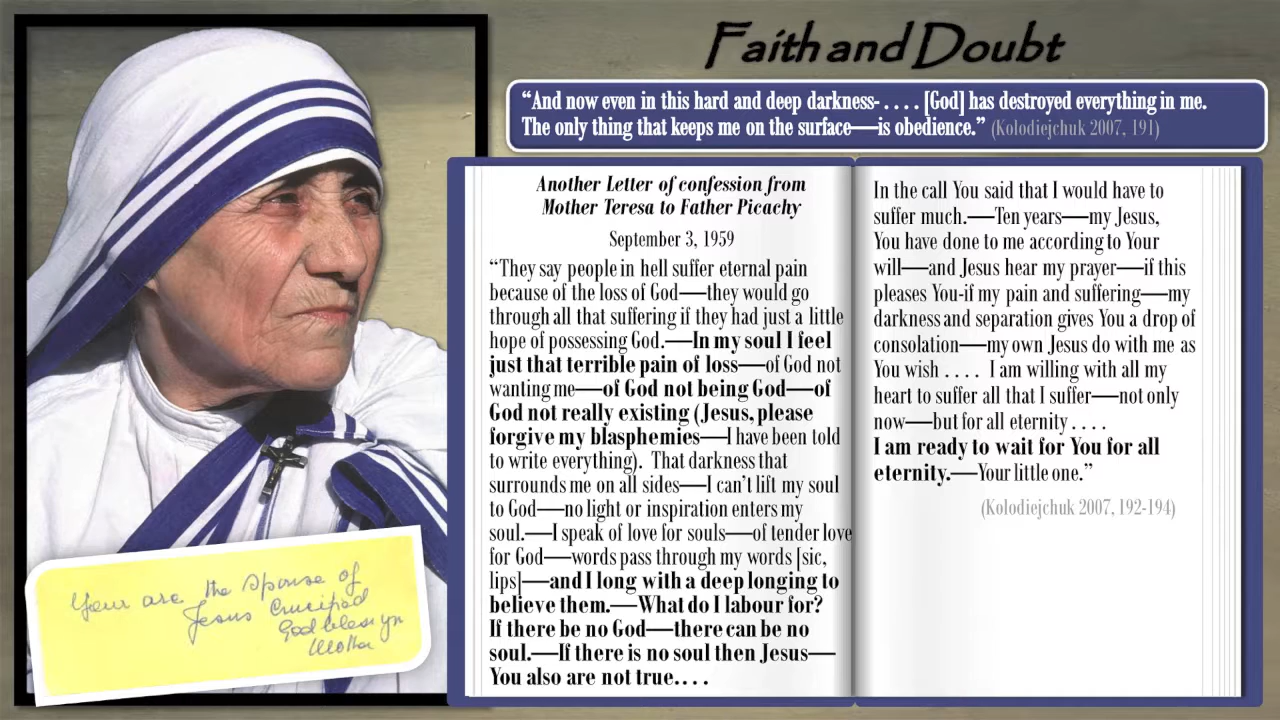 Faith and Doubt
“And now even in this hard and deep darkness- . . . . [God] has destroyed everything in me.
The only thing that keeps me on the surface—is obedience.” (Kolodiejchuk 2007, 191)
Another Letter of confession from
Mother Teresa to Father Picachy
September 3, 1959
“They say people in hell suffer eternal pain
because of the loss of God—they would go
through all that suffering if they had just a little
hope of possessing God.—In my soul I feel
just that terrible pain of loss—of God not
wanting me—of God not being God—of
God not really existing (Jesus, please
forgive my blasphemies—I have been told
to write everything). That darkness that
surrounds me on all sides—I can’t lift my soul
to God—no light or inspiration enters my
soul.—I speak of love for souls—of tender love
for God—words pass through my words [sic,
lips]—and I long with a deep longing to
believe them.—What do I labour for?
If there be no God—there can be no
soul.—If there is no soul then Jesus—
You also are not true. . . .
In the call You said that I would have to
suffer much.—Ten years—my Jesus,
You have done to me according to Your
will—and Jesus hear my prayer—if this
pleases You-if my pain and suffering—my
darkness and separation gives You a drop of
consolation—my own Jesus do with me as
You wish . . . . I am willing with all my
heart to suffer all that I suffer—not only
now—but for all eternity . . . .
I am ready to wait for You for all
eternity.—Your little one.”
(Kolodiejchuk 2007, 192-194)
Your are the Spouse of
Jesus Crucified
God bless you
Mother